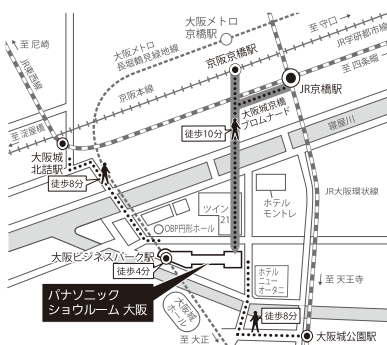 大阪メトロ
京橋駅
至 尼崎
大阪メトロ
長堀鶴見緑地線
至 守口
JR学研都市線
京阪京橋駅
至 四条畷
JR東西線
京阪本線
JR京橋駅
大阪城京橋
プロムナード
至 淀屋橋
徒歩10分
寝屋川
大阪城
北詰駅
徒歩8分
ツイン
21
ホテル
モントレ
JR大阪環状線
OBP円形ホール
大阪ビジネスパーク駅
徒歩4分
ホテル
ニュー
オータニ
至 天王寺
パナソニック
ショウルーム 大阪
大阪城
ホール
徒歩8分
至 大正
大阪城公園駅